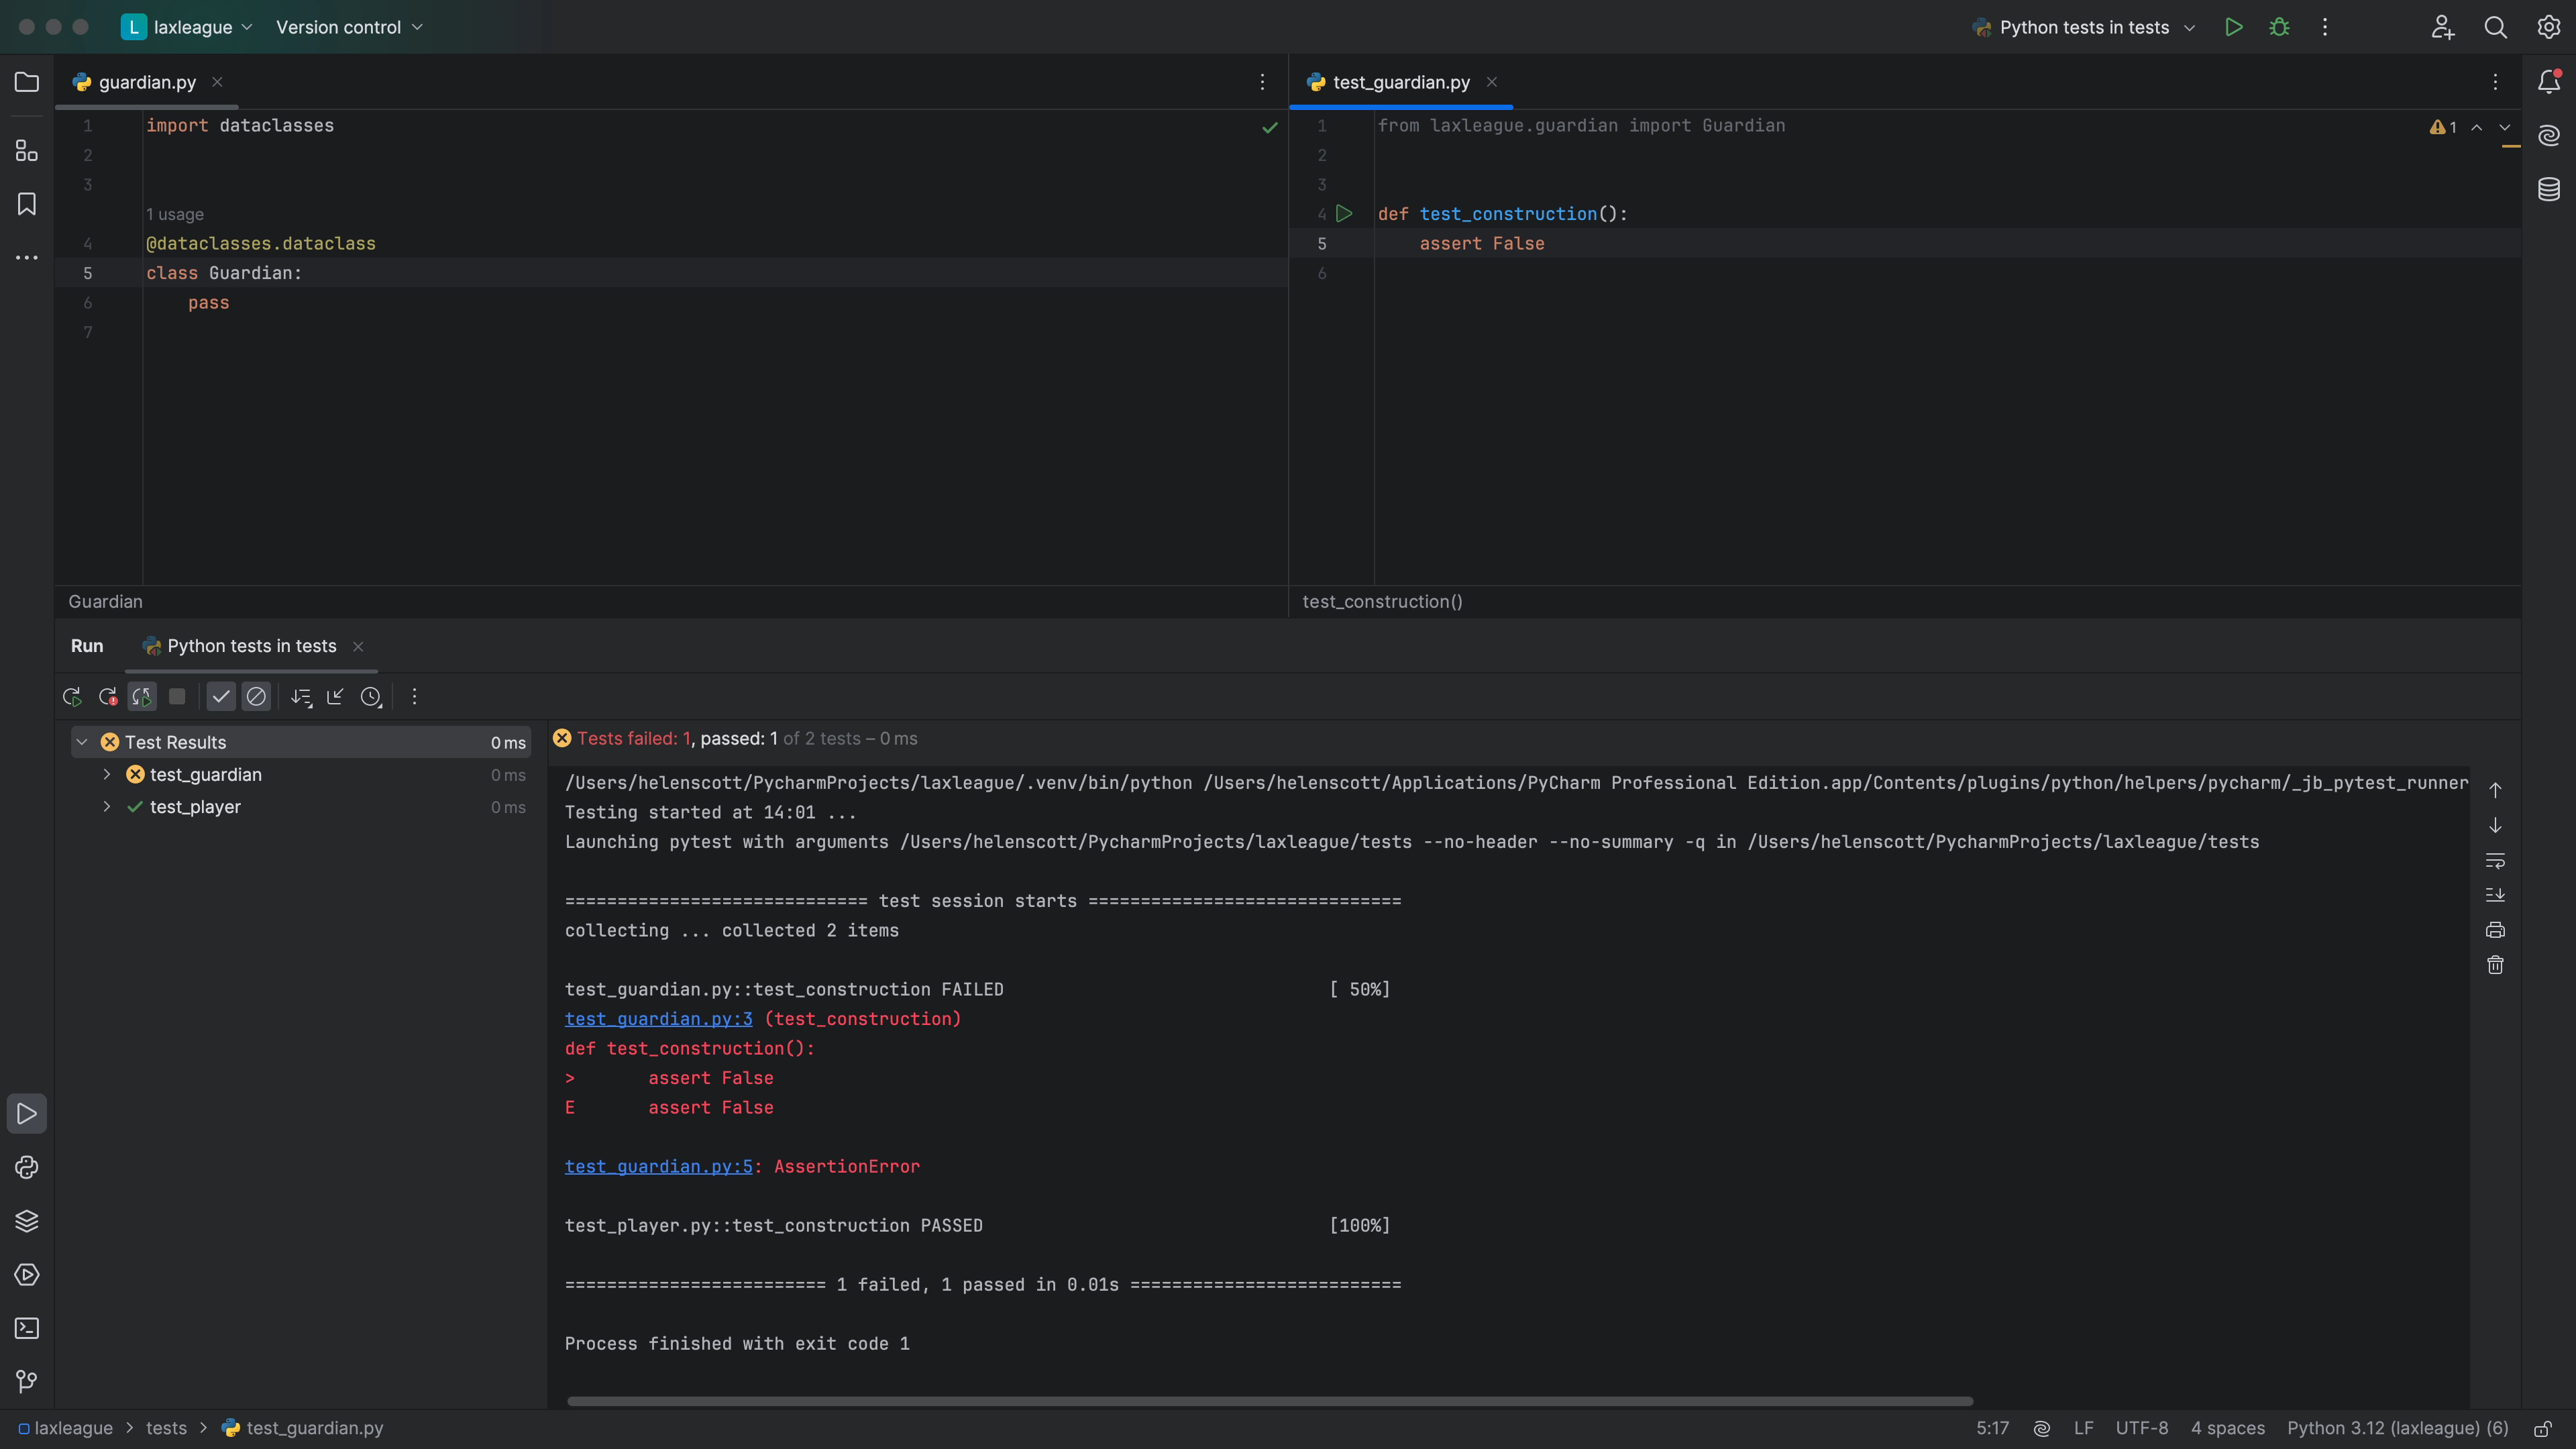 L laxleague Version control Python tests in tests
guardian.py
1 import dataclasses
2
3
1 usage
4 @dataclasses.dataclass
5 class Guardian:
6 pass
7
Guardian
test_guardian.py
1 from laxleague.guardian import Guardian
1
2
3
4 def test_construction():
5 assert False
6
test_construction()
Run Python tests in tests
Test Results 0 ms
test_guardian 0 ms
test_player 0 ms
Tests failed: 1, passed: 1 of 2 tests – 0 ms
/Users/helenscott/PycharmProjects/laxleague/.venv/bin/python /Users/helenscott/Applications/PyCharm Professional Edition.app/Contents/plugins/python/helpers/pycharm/_jb_pytest_runner
Testing started at 14:01 ...
Launching pytest with arguments /Users/helenscott/PycharmProjects/laxleague/tests --no-header --no-summary -q in /Users/helenscott/PycharmProjects/laxleague/tests
============================= test session starts ==============================
collecting ... collected 2 items
test_guardian.py::test_construction FAILED [ 50%]
test_guardian.py:3 (test_construction)
def test_construction():
> assert False
E assert False
test_guardian.py:5: AssertionError
test_player.py::test_construction PASSED [100%]
========================= 1 failed, 1 passed in 0.01s ==========================
Process finished with exit code 1
laxleague > tests > test_guardian.py 5:17 LF UTF-8 4 spaces Python 3.12 (laxleague) (6)